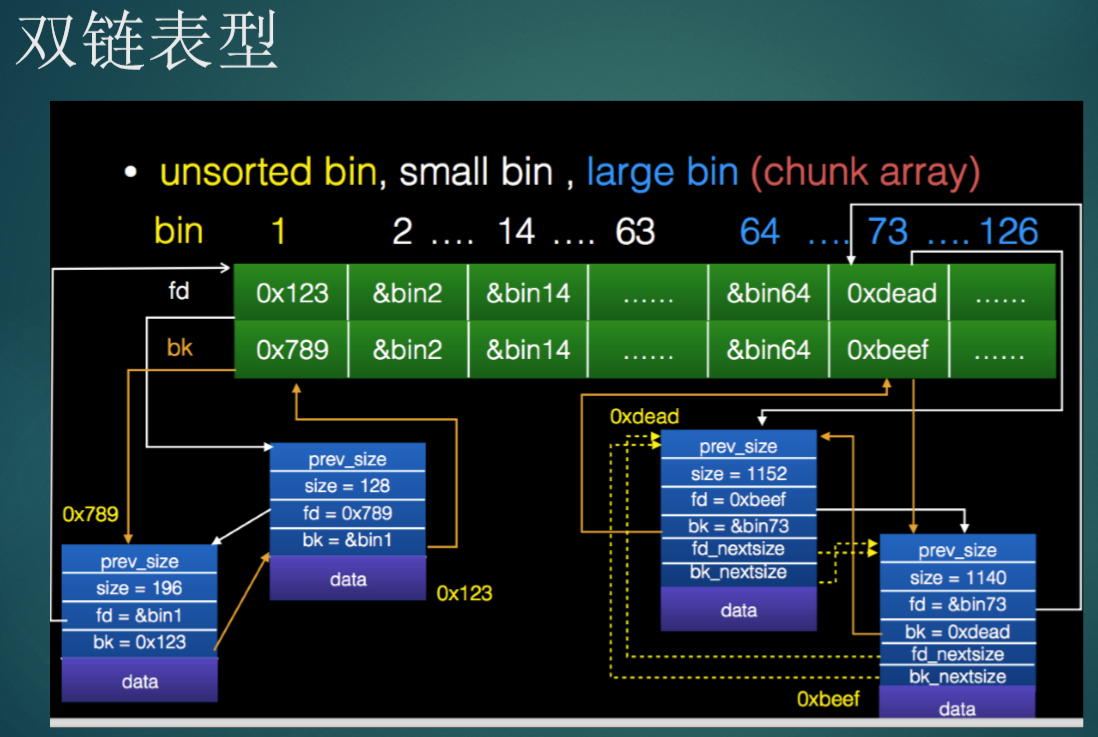 双链表型
• unsorted bin, small bin , large bin (chunk array)
bin 1 2 .... 14 .... 63 64 .... 73 .... 126
fd 0x123 &bin2 &bin14 ...... &bin64 0xdead ......
bk 0x789 &bin2 &bin14 ...... &bin64 0xbeef ......
0x789
prev_size
size = 196
fd = &bin1
bk = 0x123
data
prev_size
size = 128
fd = 0x789
bk = &bin1
data
0x123
0xdead
prev_size
size = 1152
fd = 0xbeef
bk = &bin73
fd_nextsize
bk_nextsize
data
prev_size
size = 1140
fd = &bin73
bk = 0xdead
fd_nextsize
bk_nextsize
data
0xbeef